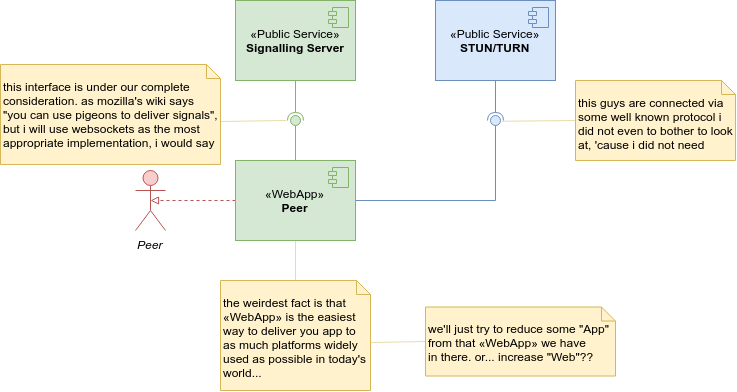 «Public Service»
Signalling Server
«Public Service»
STUN/TURN
this interface is under our complete
consideration. as mozilla's wiki says
"you can use pigeons to deliver signals",
but i will use websockets as the most
appropriate implementation, i would say
this guys are connected via
some well known protocol i
did not even to bother to look
at, 'cause i did not need
«WebApp»
Peer
Peer
the weirdest fact is that
«WebApp» is the easiest
way to deliver you app to
as much platforms widely
used as possible in today's
world...
we'll just try to reduce some "App"
from that «WebApp» we have
in there. or... increase "Web"??